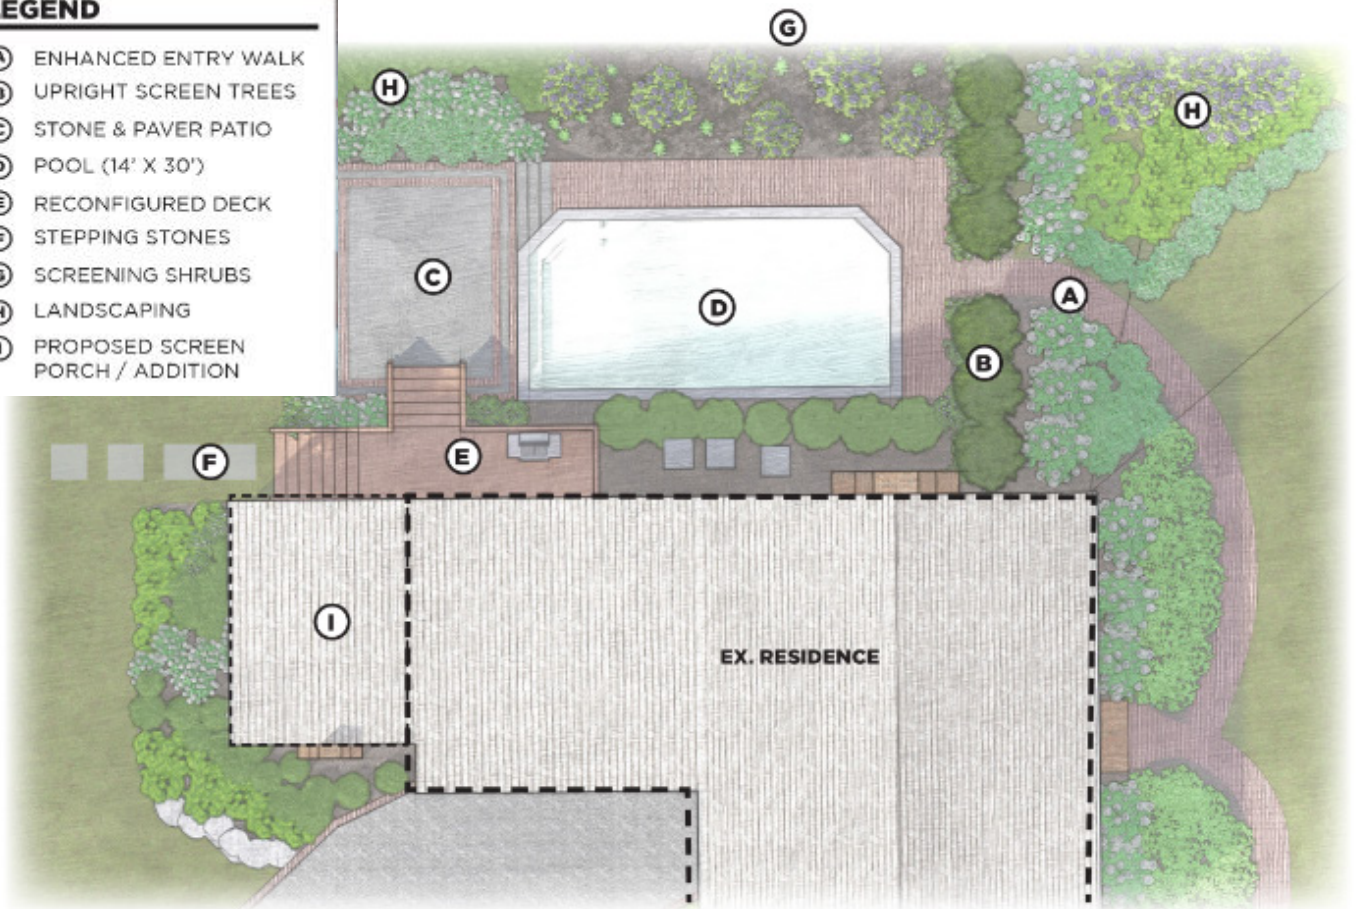 LEGEND
A ENHANCED ENTRY WALK
B UPRIGHT SCREEN TREES
C STONE & PAVER PATIO
D POOL (14' X 30')
E RECONFIGURED DECK
F STEPPING STONES
G SCREENING SHRUBS
H LANDSCAPING
I PROPOSED SCREEN
PORCH / ADDITION
G
H
H
C
A
D
B
E
F
I
EX. RESIDENCE